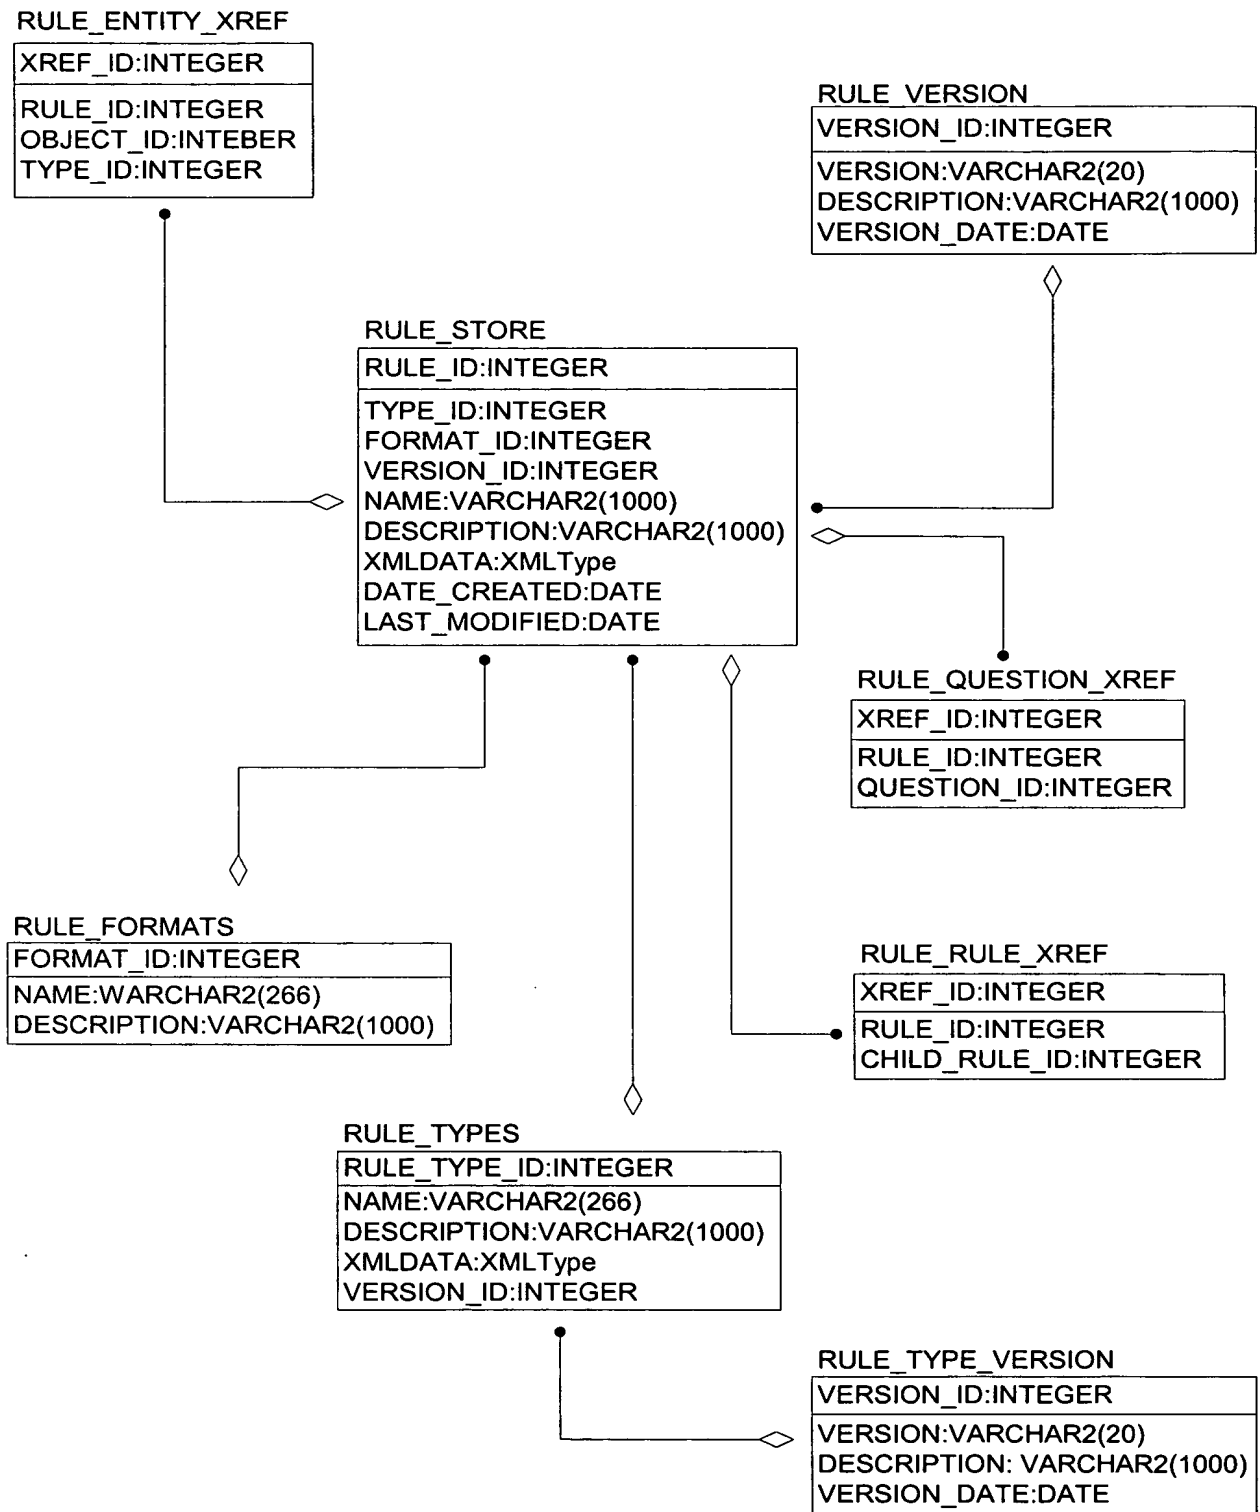 RULE_ENTITY_XREF
XREF_ID:INTEGER
RULE_ID:INTEGER
OBJECT_ID:INTEBER
TYPE_ID:INTEGER
RULE_VERSION
VERSION_ID:INTEGER
VERSION:VARCHAR2(20)
DESCRIPTION:VARCHAR2(1000)
VERSION_DATE:DATE
RULE_STORE
RULE_ID:INTEGER
TYPE_ID:INTEGER
FORMAT_ID:INTEGER
VERSION_ID:INTEGER
NAME:VARCHAR2(1000)
DESCRIPTION:VARCHAR2(1000)
XMLDATA:XMLType
DATE_CREATED:DATE
LAST_MODIFIED:DATE
RULE_QUESTION_XREF
XREF_ID:INTEGER
RULE_ID:INTEGER
QUESTION_ID:INTEGER
RULE_FORMATS
FORMAT_ID:INTEGER
NAME:WARCHAR2(266)
DESCRIPTION:VARCHAR2(1000)
RULE_RULE_XREF
XREF_ID:INTEGER
RULE_ID:INTEGER
CHILD_RULE_ID:INTEGER
RULE_TYPES
RULE_TYPE_ID:INTEGER
NAME:VARCHAR2(266)
DESCRIPTION:VARCHAR2(1000)
XMLDATA:XMLType
VERSION_ID:INTEGER
RULE_TYPE_VERSION
VERSION_ID:INTEGER
VERSION:VARCHAR2(20)
DESCRIPTION: VARCHAR2(1000)
VERSION_DATE:DATE